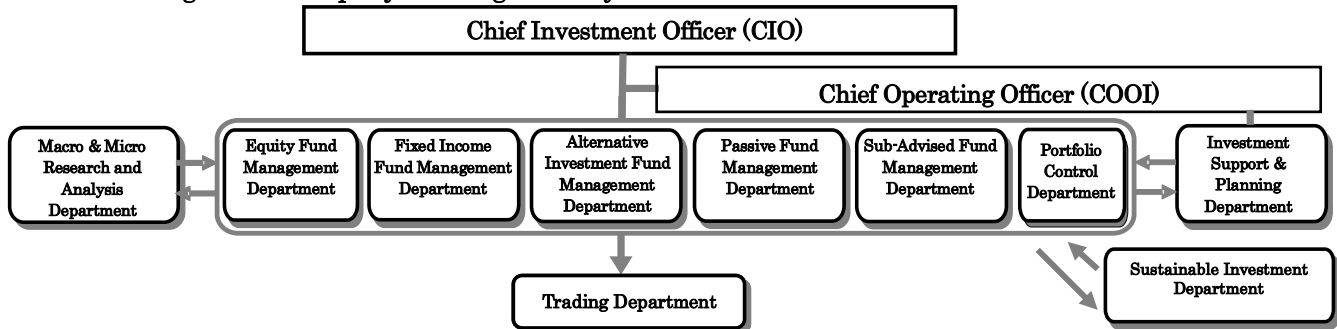 Chief Investment Officer (CIO)
Chief Operating Officer (COOI)
Macro & Micro
Research and
Analysis
Department
Equity Fund
Management
Department
Fixed Income
Fund Management
Department
Alternative
Investment Fund
Management
Department
Passive Fund
Management
Department
Sub-Advised Fund
Management
Department
Portfolio
Control
Department
Investment
Support &
Planning
Department
Sustainable Investment
Department
Trading Department